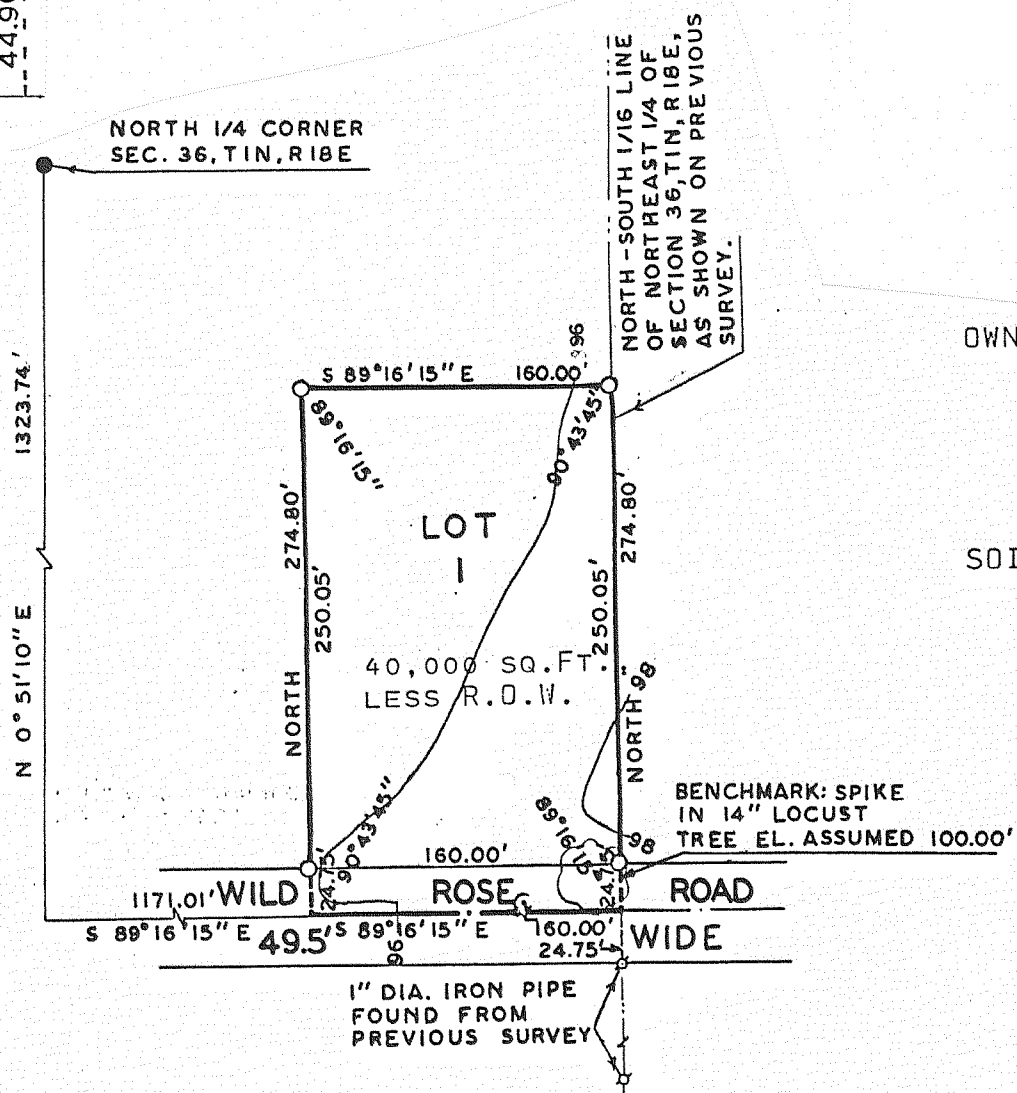 44.90
NORTH 1/4 CORNER
SEC. 36, T1N, R18E
NORTH-SOUTH 1/16 LINE
OF NORTHEAST 1/4 OF
SECTION 36, T1N, R18E,
AS SHOWN ON PREVIOUS
SURVEY.
OWN
1323.74'
N 0°51'10" E
S 89°16'15" E 160.00'
996
89°16'15"
90°43'45"
274.80'
250.05'
NORTH
LOT
1
274.80'
250.05'
NORTH
SOI
40,000 SQ.FT.
LESS R.O.W.
98
98
BENCHMARK: SPIKE
IN 14" LOCUST
TREE EL. ASSUMED 100.00'
90°43'45"
89°16'15"
160.00'
24.75'
24.75'
1171.01' WILD ROSE ROAD
S 89°16'15" E 49.5' S 89°16'15" E 160.00' WIDE
24.75'
96
1" DIA. IRON PIPE
FOUND FROM
PREVIOUS SURVEY